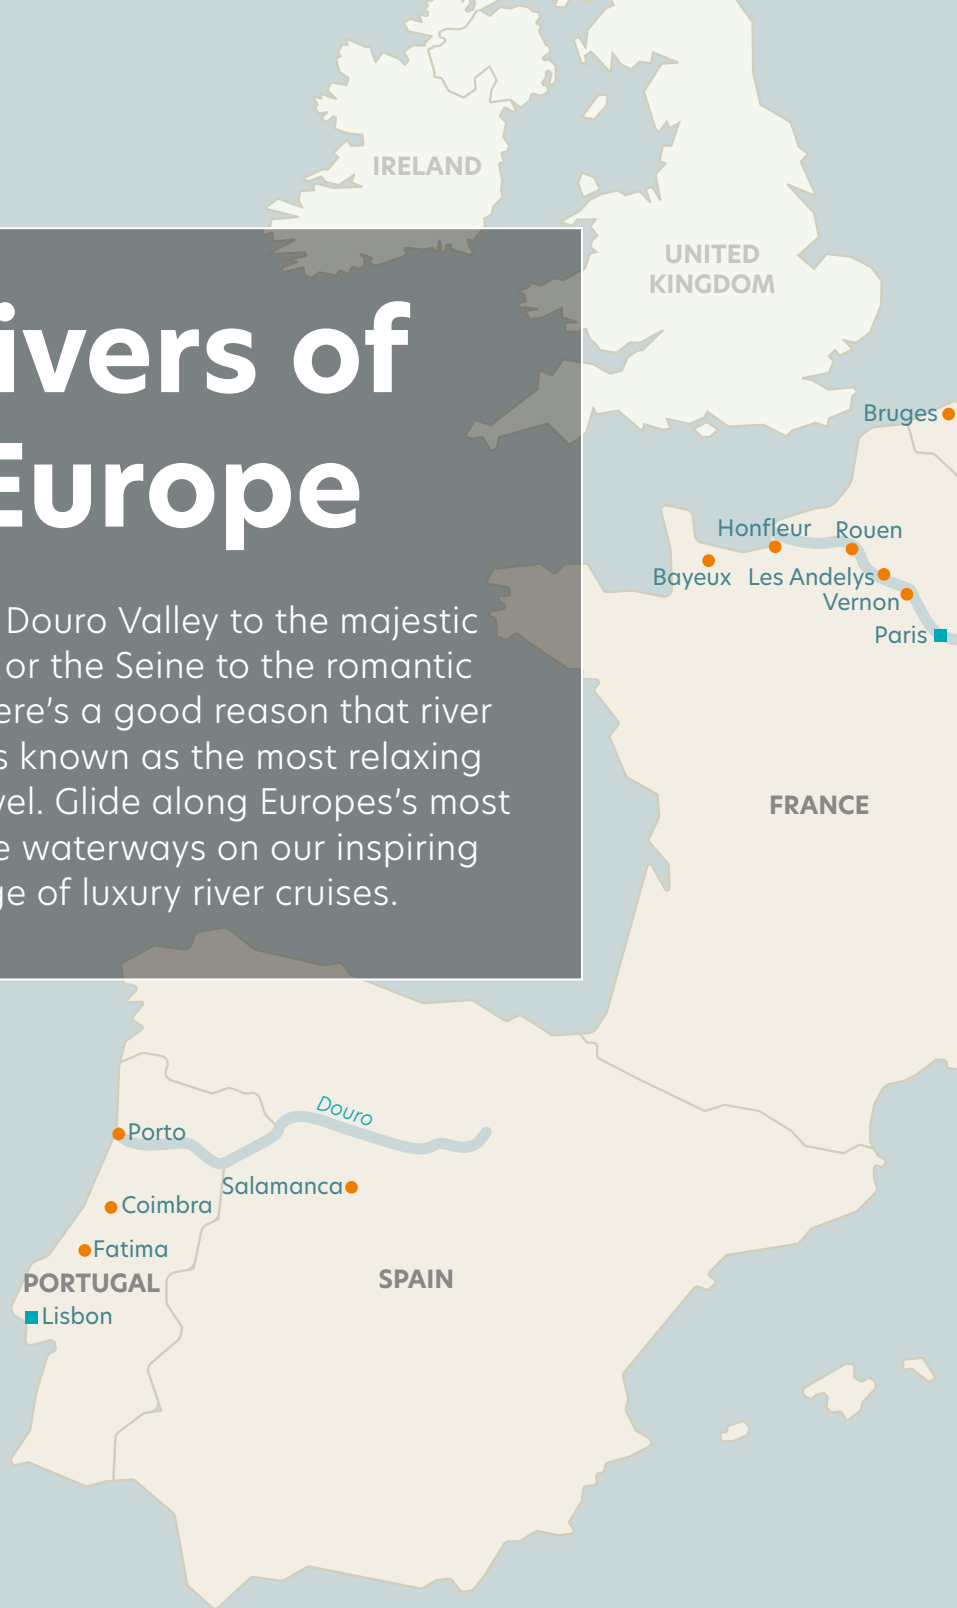 IRELAND
UNITED
KINGDOM
ivers of
Europe
Douro Valley to the majestic
or the Seine to the romantic
ere’s a good reason that river
s known as the most relaxing
vel. Glide along Europes’s most
e waterways on our inspiring
ge of luxury river cruises.
Bruges
Honfleur
Rouen
Bayeux
Les Andelys
Vernon
Paris
FRANCE
Douro
Porto
Salamanca
Coimbra
Fatima
PORTUGAL
SPAIN
Lisbon